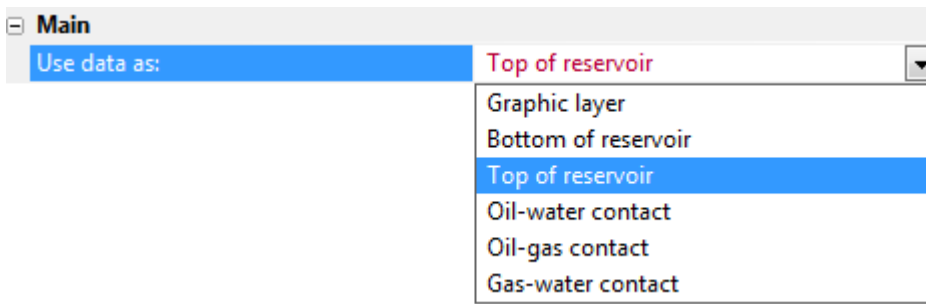 Main
Use data as: Top of reservoir
Graphic layer
Bottom of reservoir
Top of reservoir
Oil-water contact
Oil-gas contact
Gas-water contact